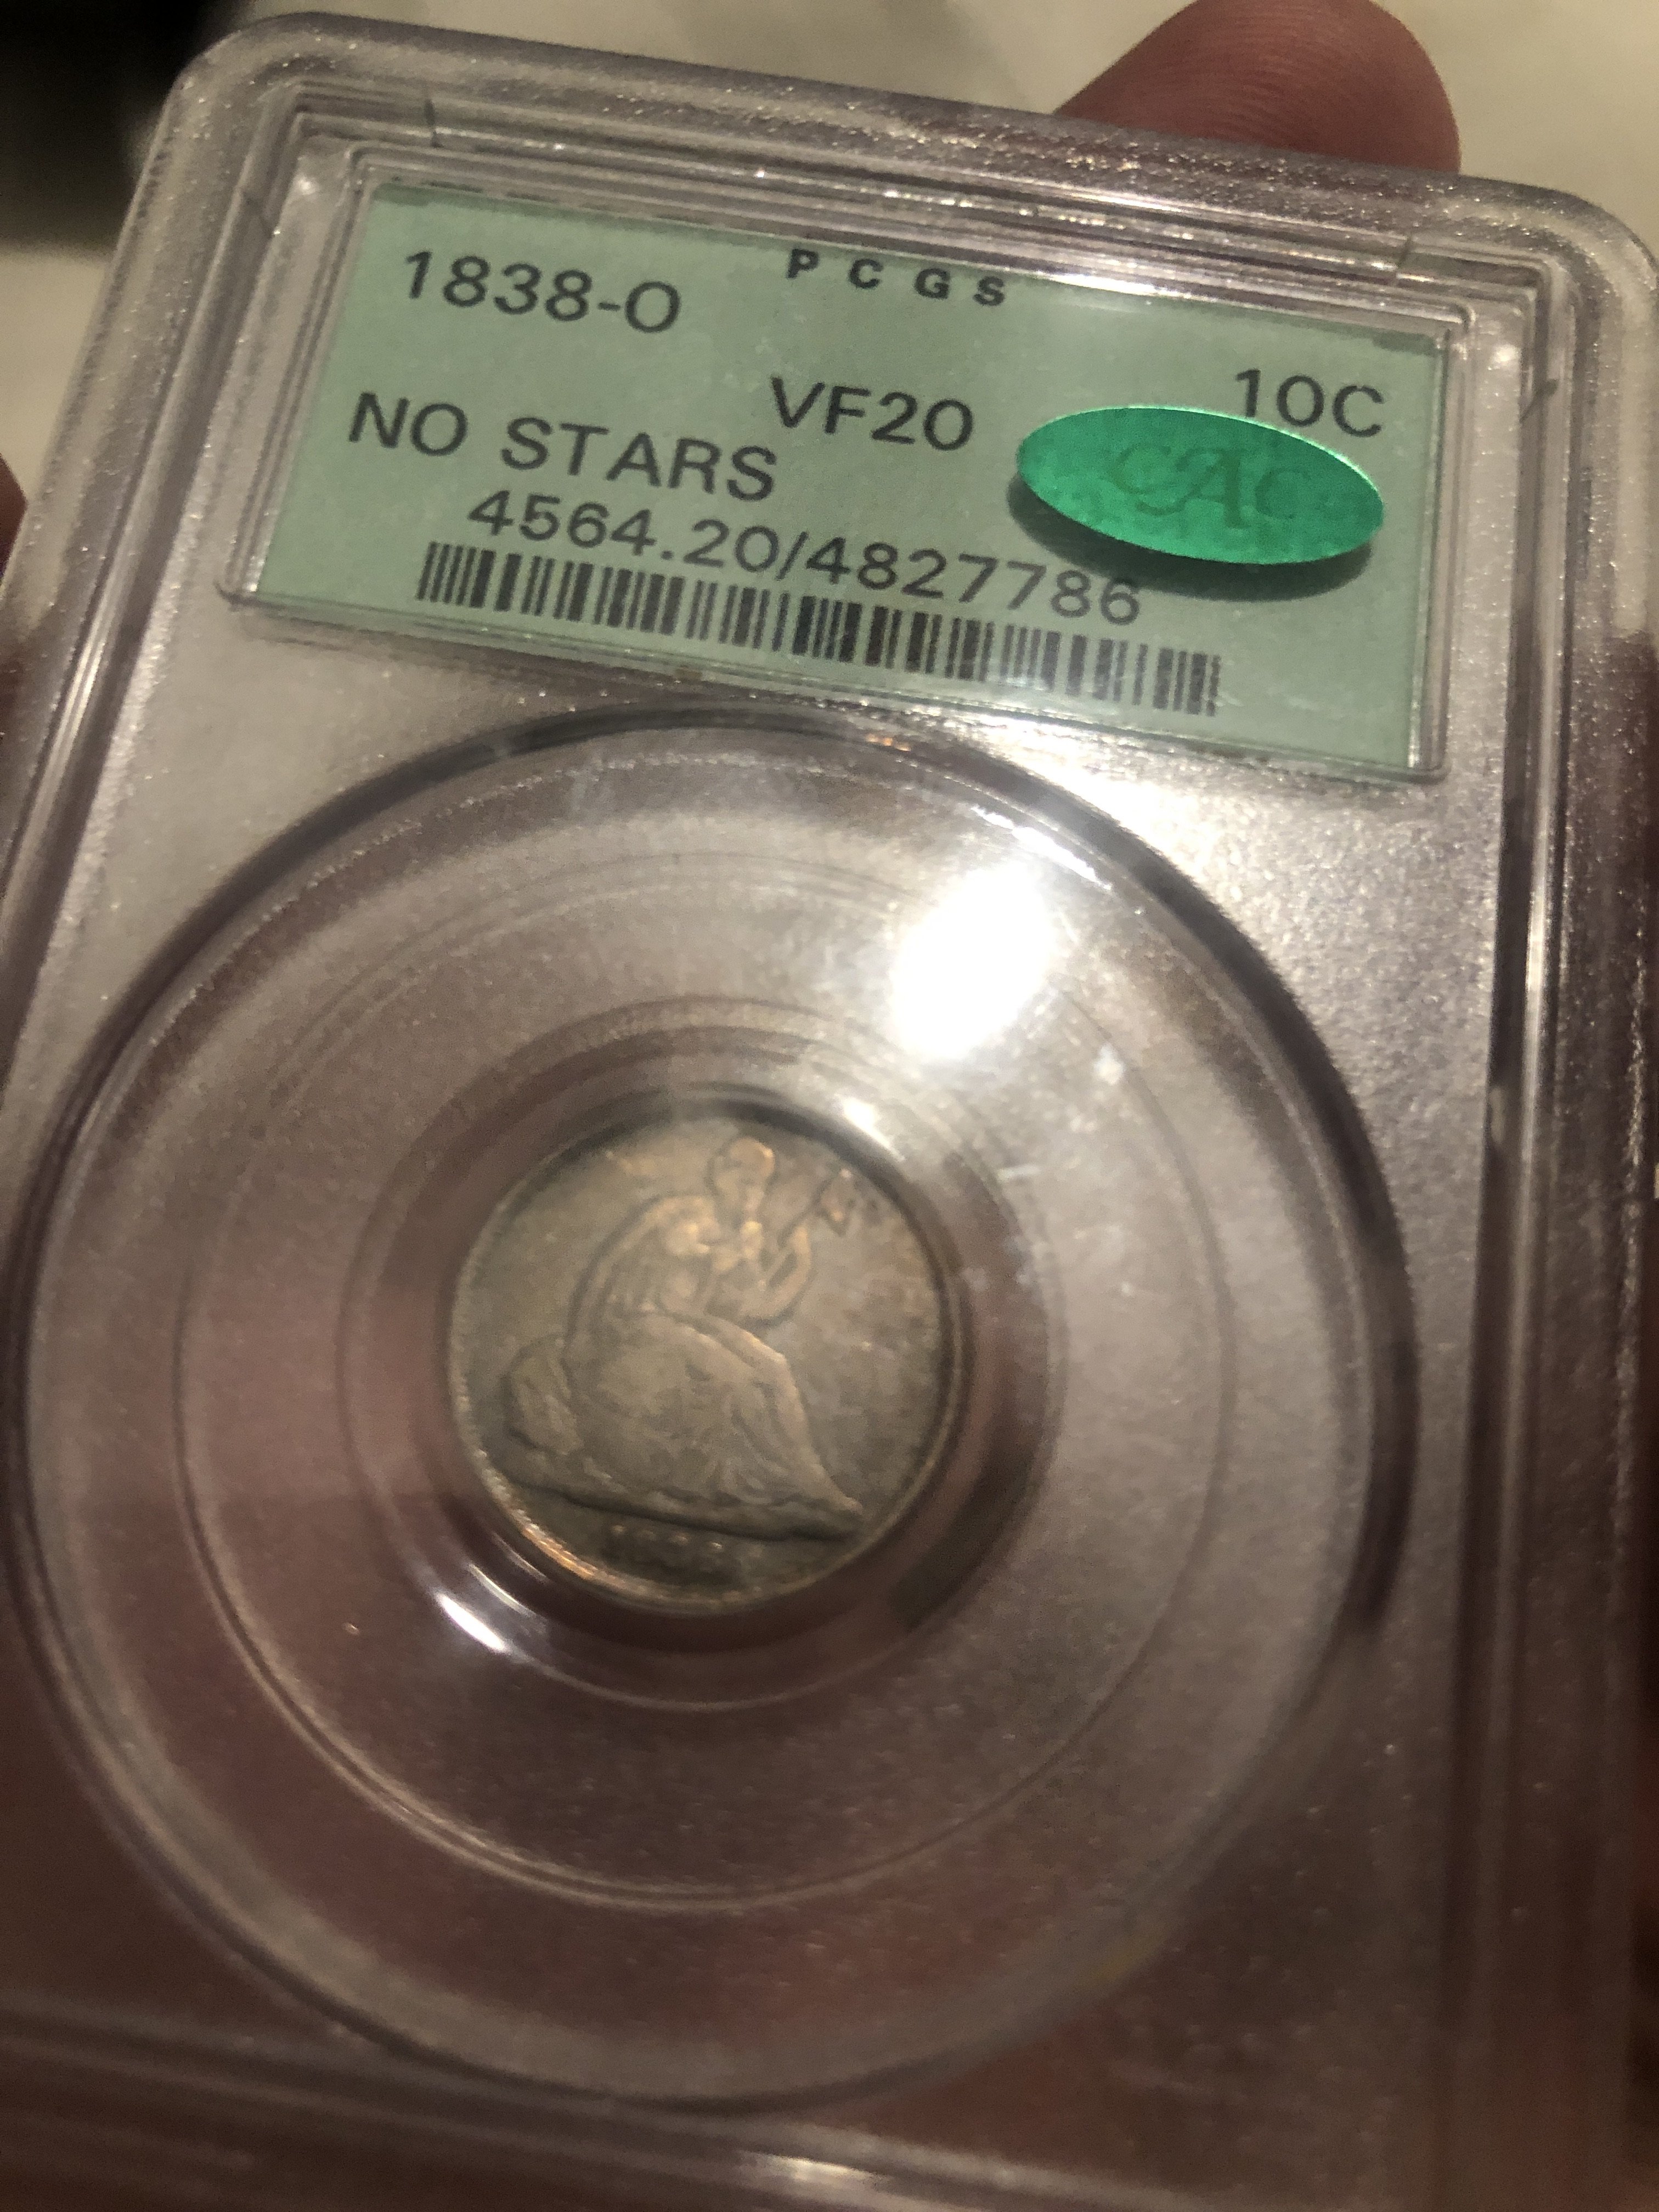 PCGS
1838-O
VF20
10C
NO STARS
CAC
4564.20/4827786